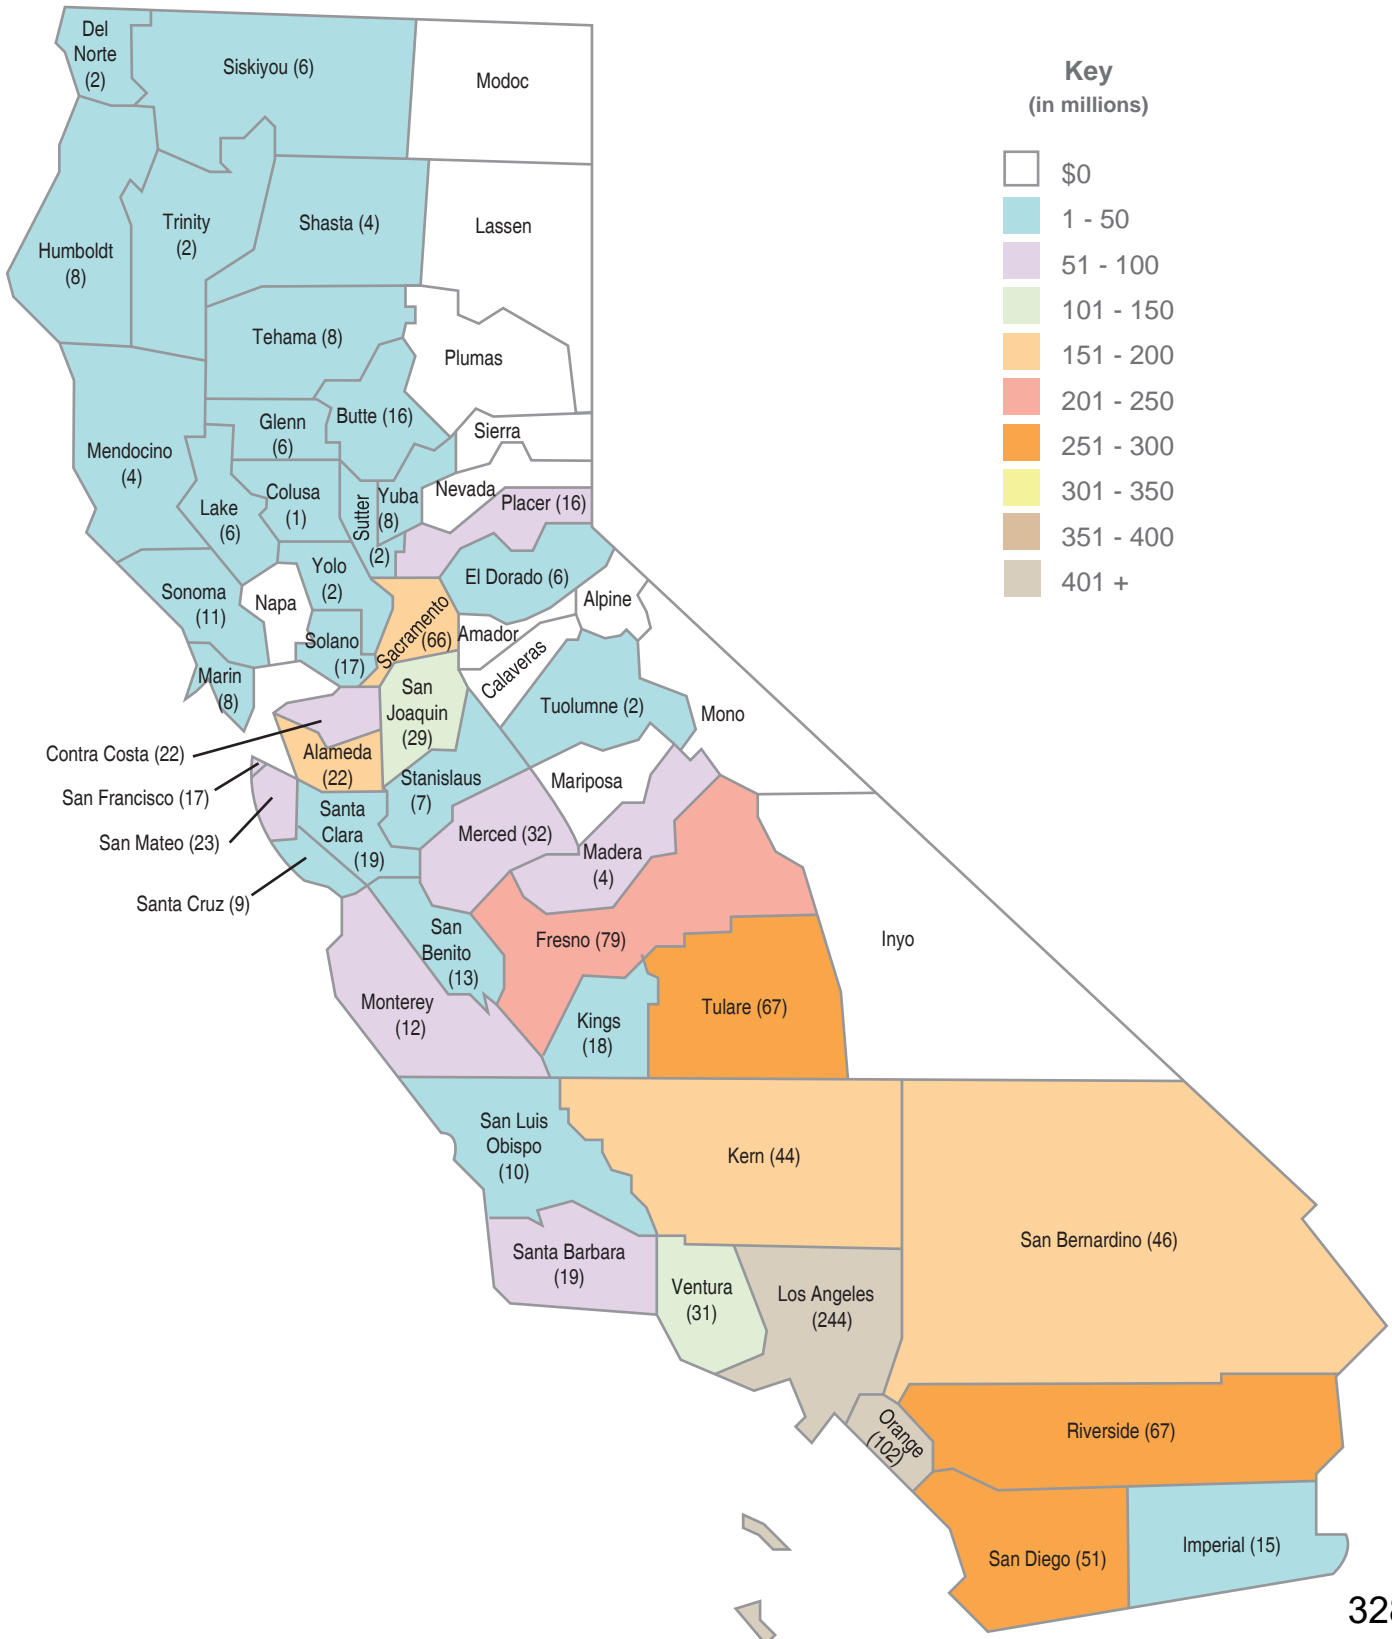 Del
Norte
(2)
Siskiyou (6)
Modoc
Key
(in millions)
$0
1 - 50
51 - 100
101 - 150
151 - 200
201 - 250
251 - 300
301 - 350
351 - 400
401 +
Humboldt
(8)
Trinity
(2)
Shasta (4)
Lassen
Tehama (8)
Plumas
Mendocino
(4)
Glenn
(6)
Butte (16)
Sierra
Lake
(6)
Colusa
(1)
Sutter
(2)
Yuba
(8)
Nevada
Placer (16)
Sonoma
(11)
Napa
Yolo
(2)
El Dorado (6)
Alpine
Solano
(17)
Sacramento
(66)
Amador
Calaveras
Marin
(8)
San
Joaquin
(29)
Tuolumne (2)
Mono
Contra Costa (22)
Alameda
(22)
Stanislaus
(7)
Mariposa
San Francisco (17)
San Mateo (23)
Santa
Clara
(19)
Merced (32)
Madera
(4)
Santa Cruz (9)
San
Benito
(13)
Fresno (79)
Inyo
Monterey
(12)
Kings
(18)
Tulare (67)
San Luis
Obispo
(10)
Kern (44)
San Bernardino (46)
Santa Barbara
(19)
Ventura
(31)
Los Angeles
(244)
Orange
(102)
Riverside (67)
San Diego (51)
Imperial (15)
328